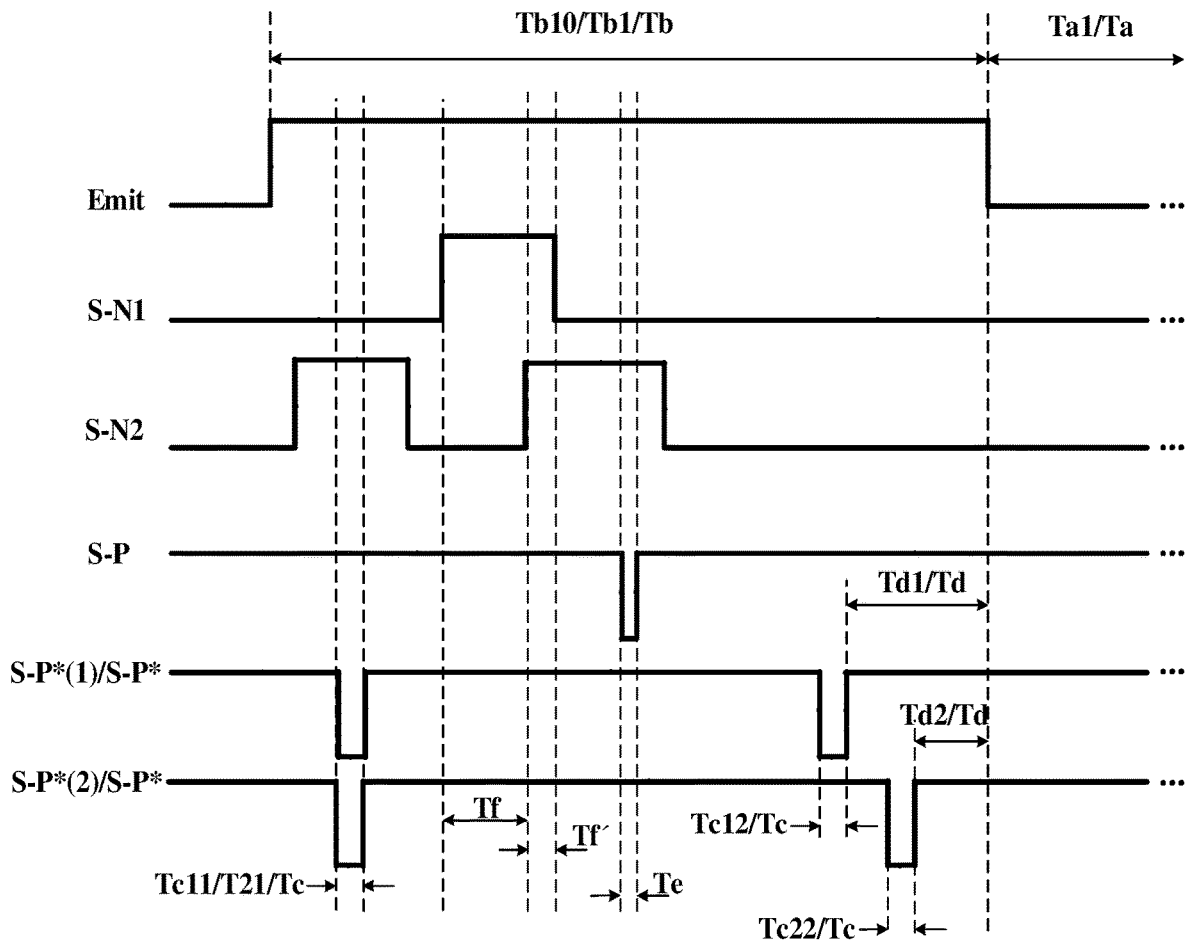 Tb10/Tb1/Tb
Ta1/Ta
Emit
...
S-N1
...
S-N2
...
S-P
...
Td1/Td
S-P*(1)/S-P*
...
Td2/Td
S-P*(2)/S-P*
...
Tf
Tc12/Tc
Tf´
Tc11/T21/Tc
Te
Tc22/Tc